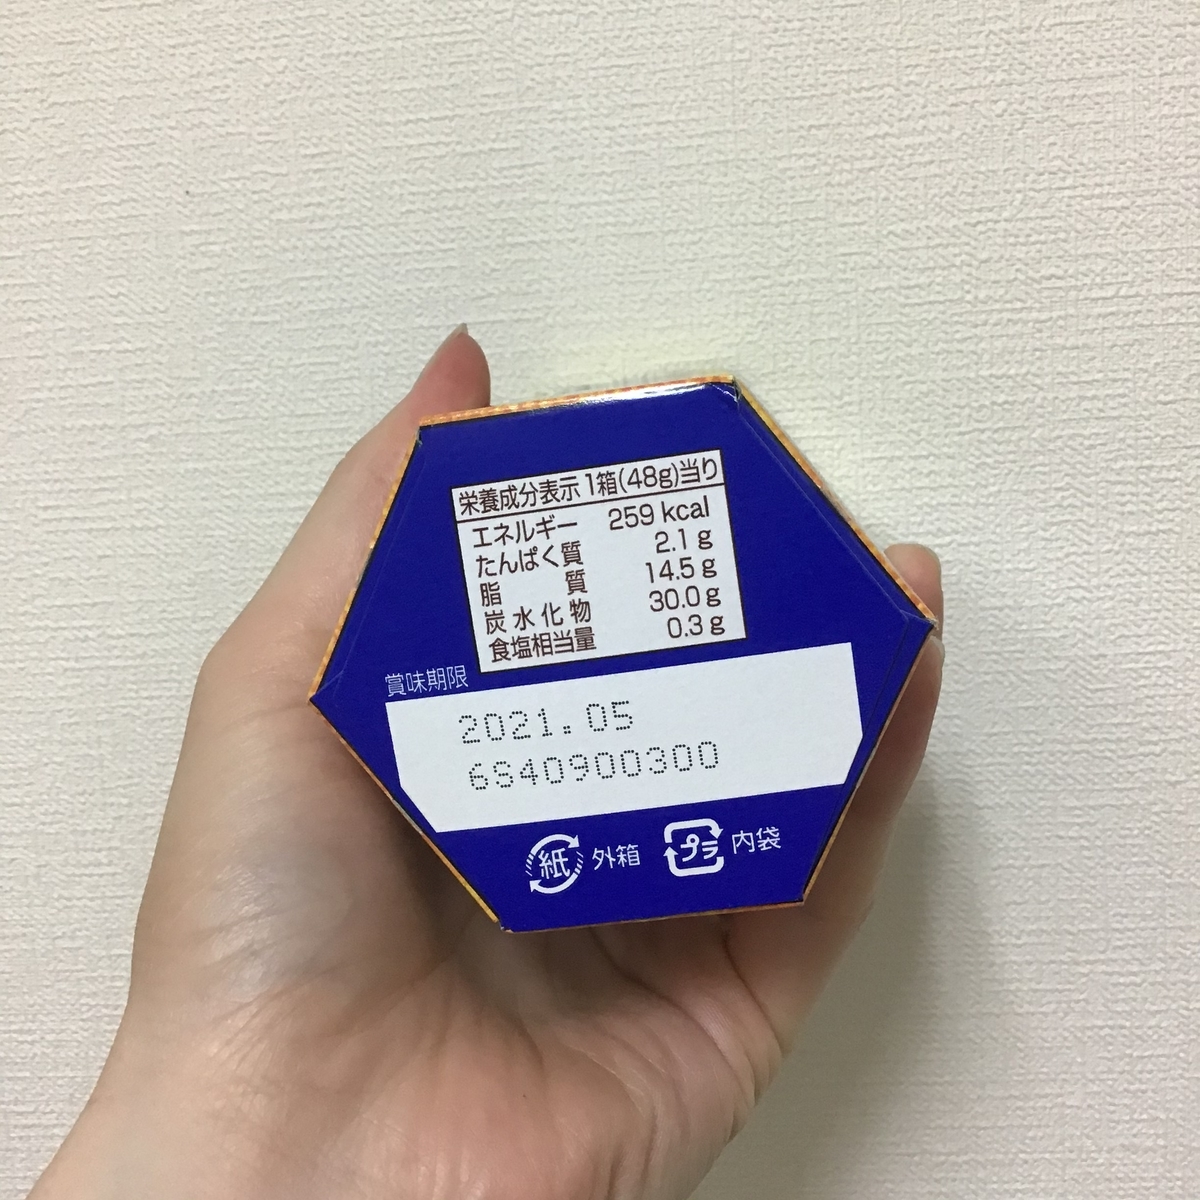 栄養成分表示 1箱(48g)当り
エネルギー 259 kcal
たんぱく質 2.1 g
脂質 14.5 g
炭水化物 30.0 g
食塩相当量 0.3 g
賞味期限
2021.05
6S40900300
紙 外箱 プラ 内袋